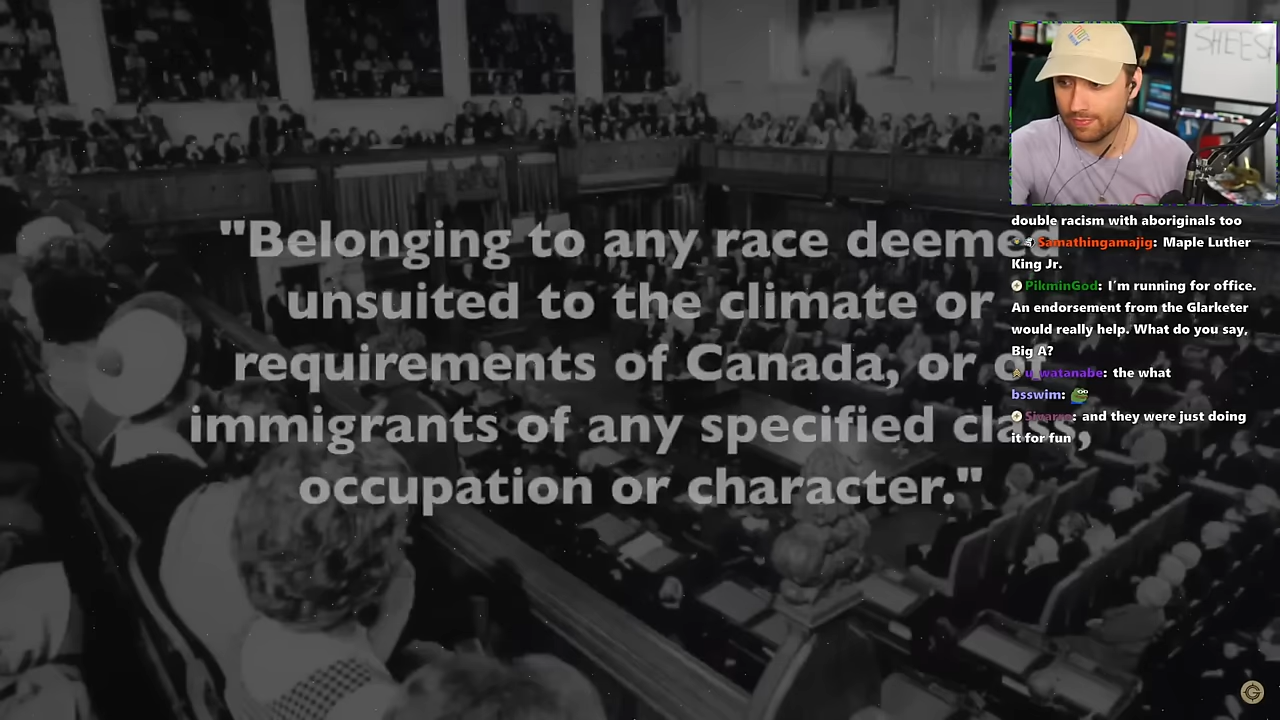 "Belonging to any race deemed
unsuited to the climate or
requirements of Canada, or of
immigrants of any specified class,
occupation or character."
SHEESH
double racism with aboriginals too
Samathingamajig: Maple Luther
King Jr.
PikminGod: I'm running for office.
An endorsement from the Glarketer
would really help. What do you say,
Big A?
u_watanabe: the what
bsswim:
: and they were just doing
it for fun